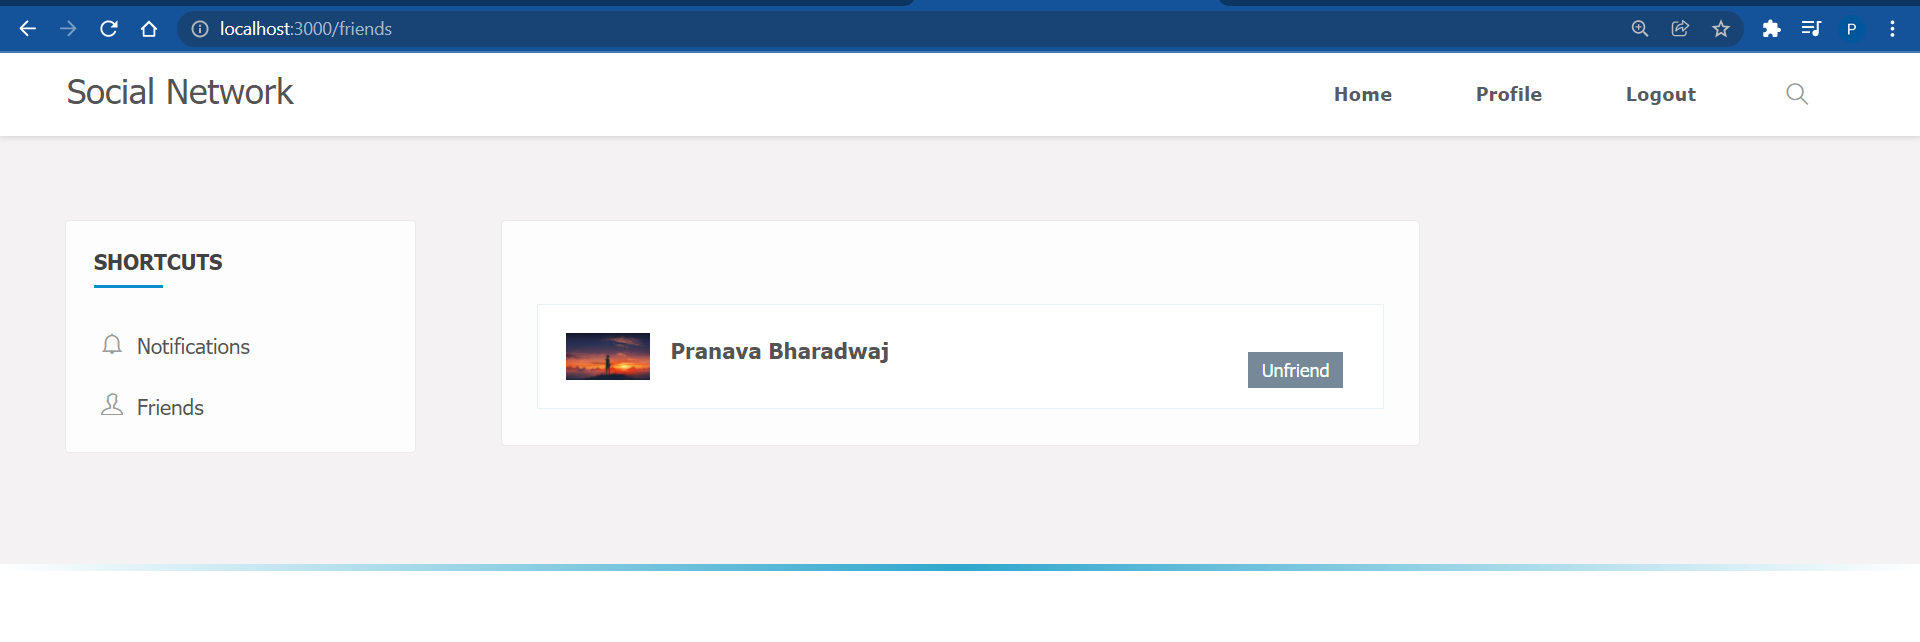 localhost:3000/friends
P
Social Network
Home Profile Logout
SHORTCUTS
Notifications
Friends
Pranava Bharadwaj
Unfriend